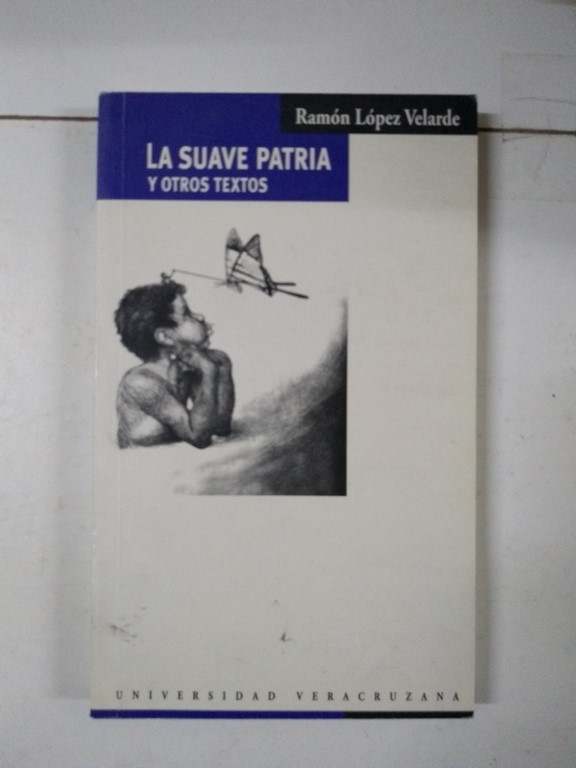 Ramón López Velarde
LA SUAVE PATRIA
Y OTROS TEXTOS
UNIVERSIDAD VERACRUZANA